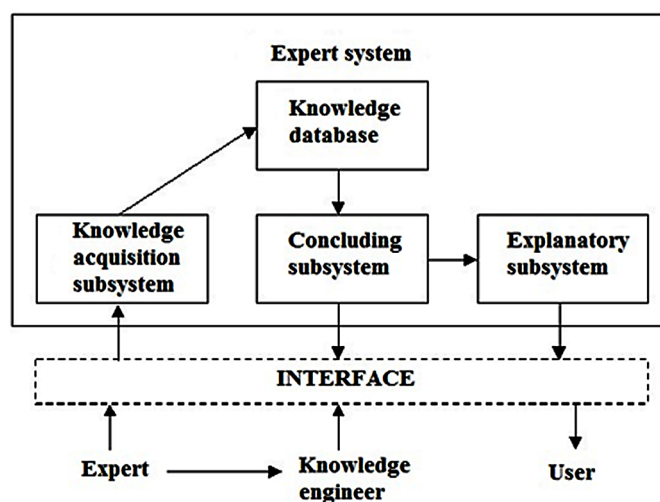 Expert system
Knowledge
database
Knowledge
acquisition
subsystem
Concluding
subsystem
Explanatory
subsystem
INTERFACE
Expert
Knowledge
engineer
User